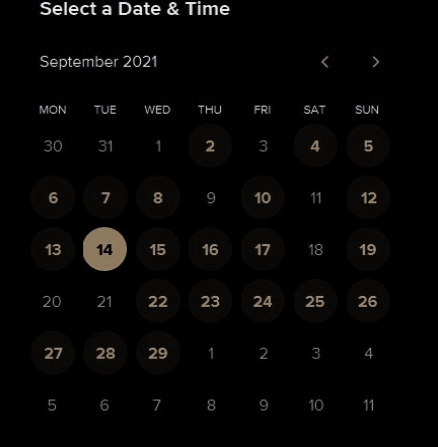 Select a Date & Time
September 2021
MON TUE WED THU FRI SAT SUN
30 31 1 2 3 4 5
6 7 8 9 10 11 12
13 14 15 16 17 18 19
20 21 22 23 24 25 26
27 28 29 1 2 3 4
5 6 7 8 9 10 11